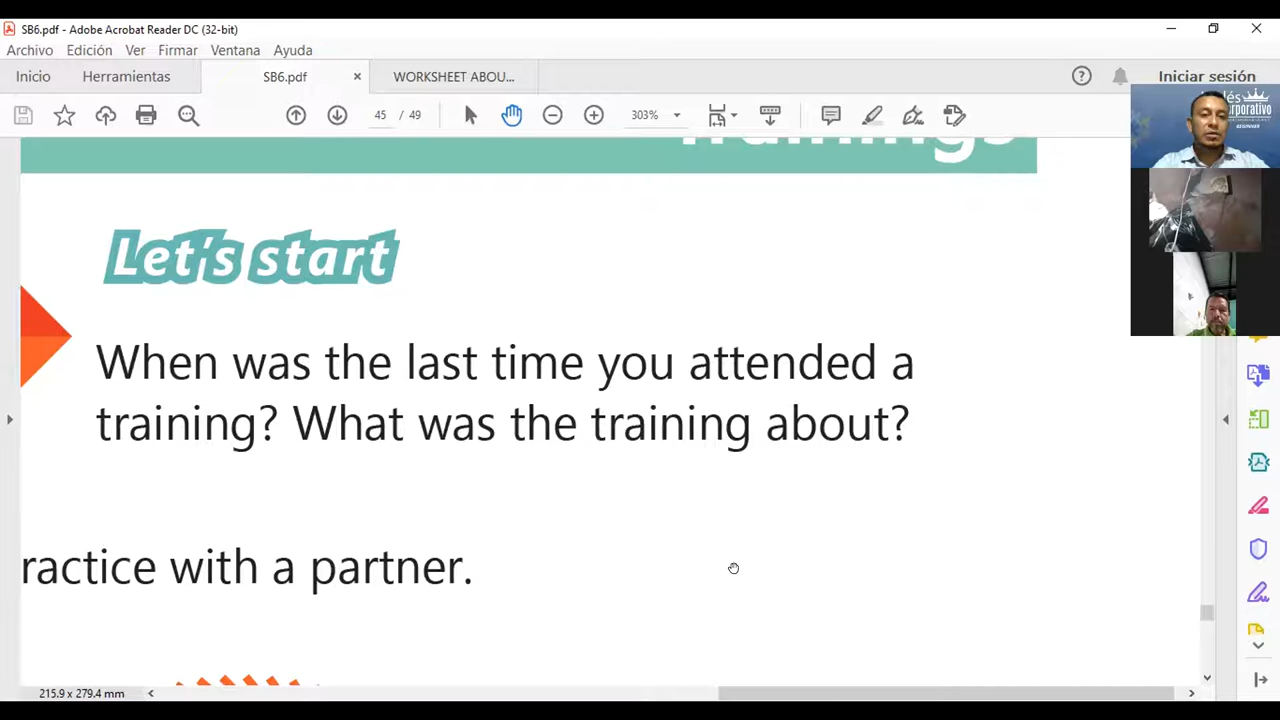 SB6.pdf - Adobe Acrobat Reader DC (32-bit)
Archivo Edición Ver Firmar Ventana Ayuda
Inicio Herramientas SB6.pdf WORKSHEET ABOU... Iniciar sesión
45 / 49 303%
Trainings
Let's start
When was the last time you attended a
training? What was the training about?
ractice with a partner.
215.9 x 279.4 mm